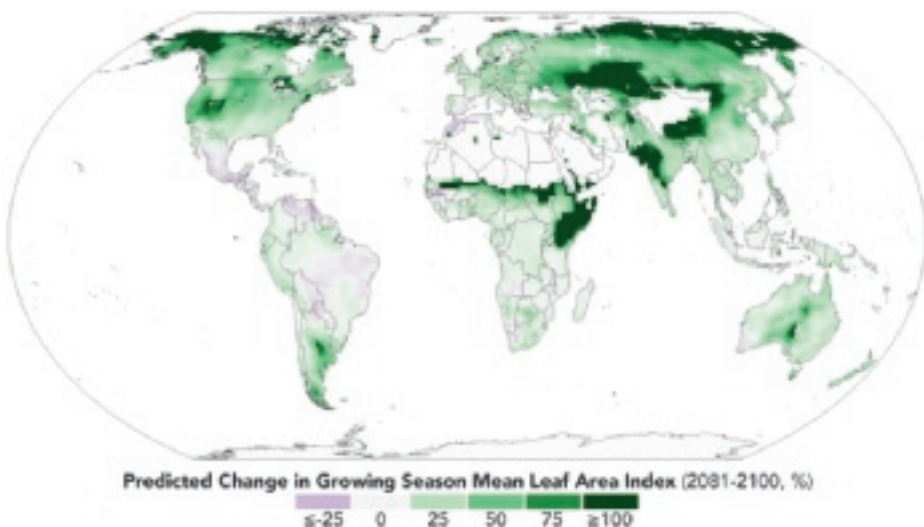 Predicted Change in Growing Season Mean Leaf Area Index (2081-2100, %)
≤-25 0 25 50 75 ≥100